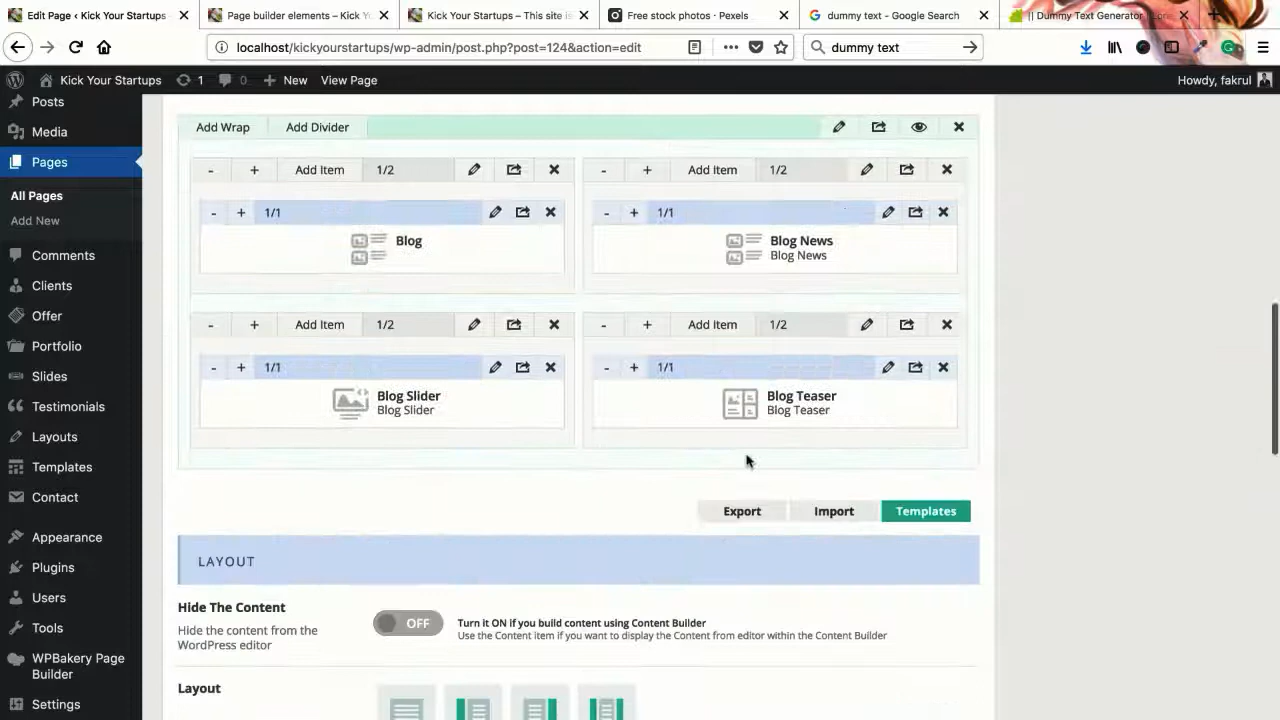 Edit Page ‹ Kick Your Startups
Page builder elements – Kick Y
Kick Your Startups – This site is
Free stock photos · Pexels
dummy text - Google Search
|| Dummy Text Generator | Lore
localhost/kickyourstartups/wp-admin/post.php?post=124&action=edit
dummy text
Kick Your Startups
1
0
+ New
View Page
Howdy, fakrul
Posts
Media
Pages
All Pages
Add New
Comments
Clients
Offer
Portfolio
Slides
Testimonials
Layouts
Templates
Contact
Appearance
Plugins
Users
Tools
WPBakery Page
Builder
Settings
Add Wrap
Add Divider
- + Add Item 1/2
- + Add Item 1/2
- + 1/1
- + 1/1
Blog
Blog News
Blog News
- + Add Item 1/2
- + Add Item 1/2
- + 1/1
- + 1/1
Blog Slider
Blog Slider
Blog Teaser
Blog Teaser
Export
Import
Templates
LAYOUT
Hide The Content
Hide the content from the
WordPress editor
OFF
Turn it ON if you build content using Content Builder
Use the Content item if you want to display the Content from editor within the Content Builder
Layout